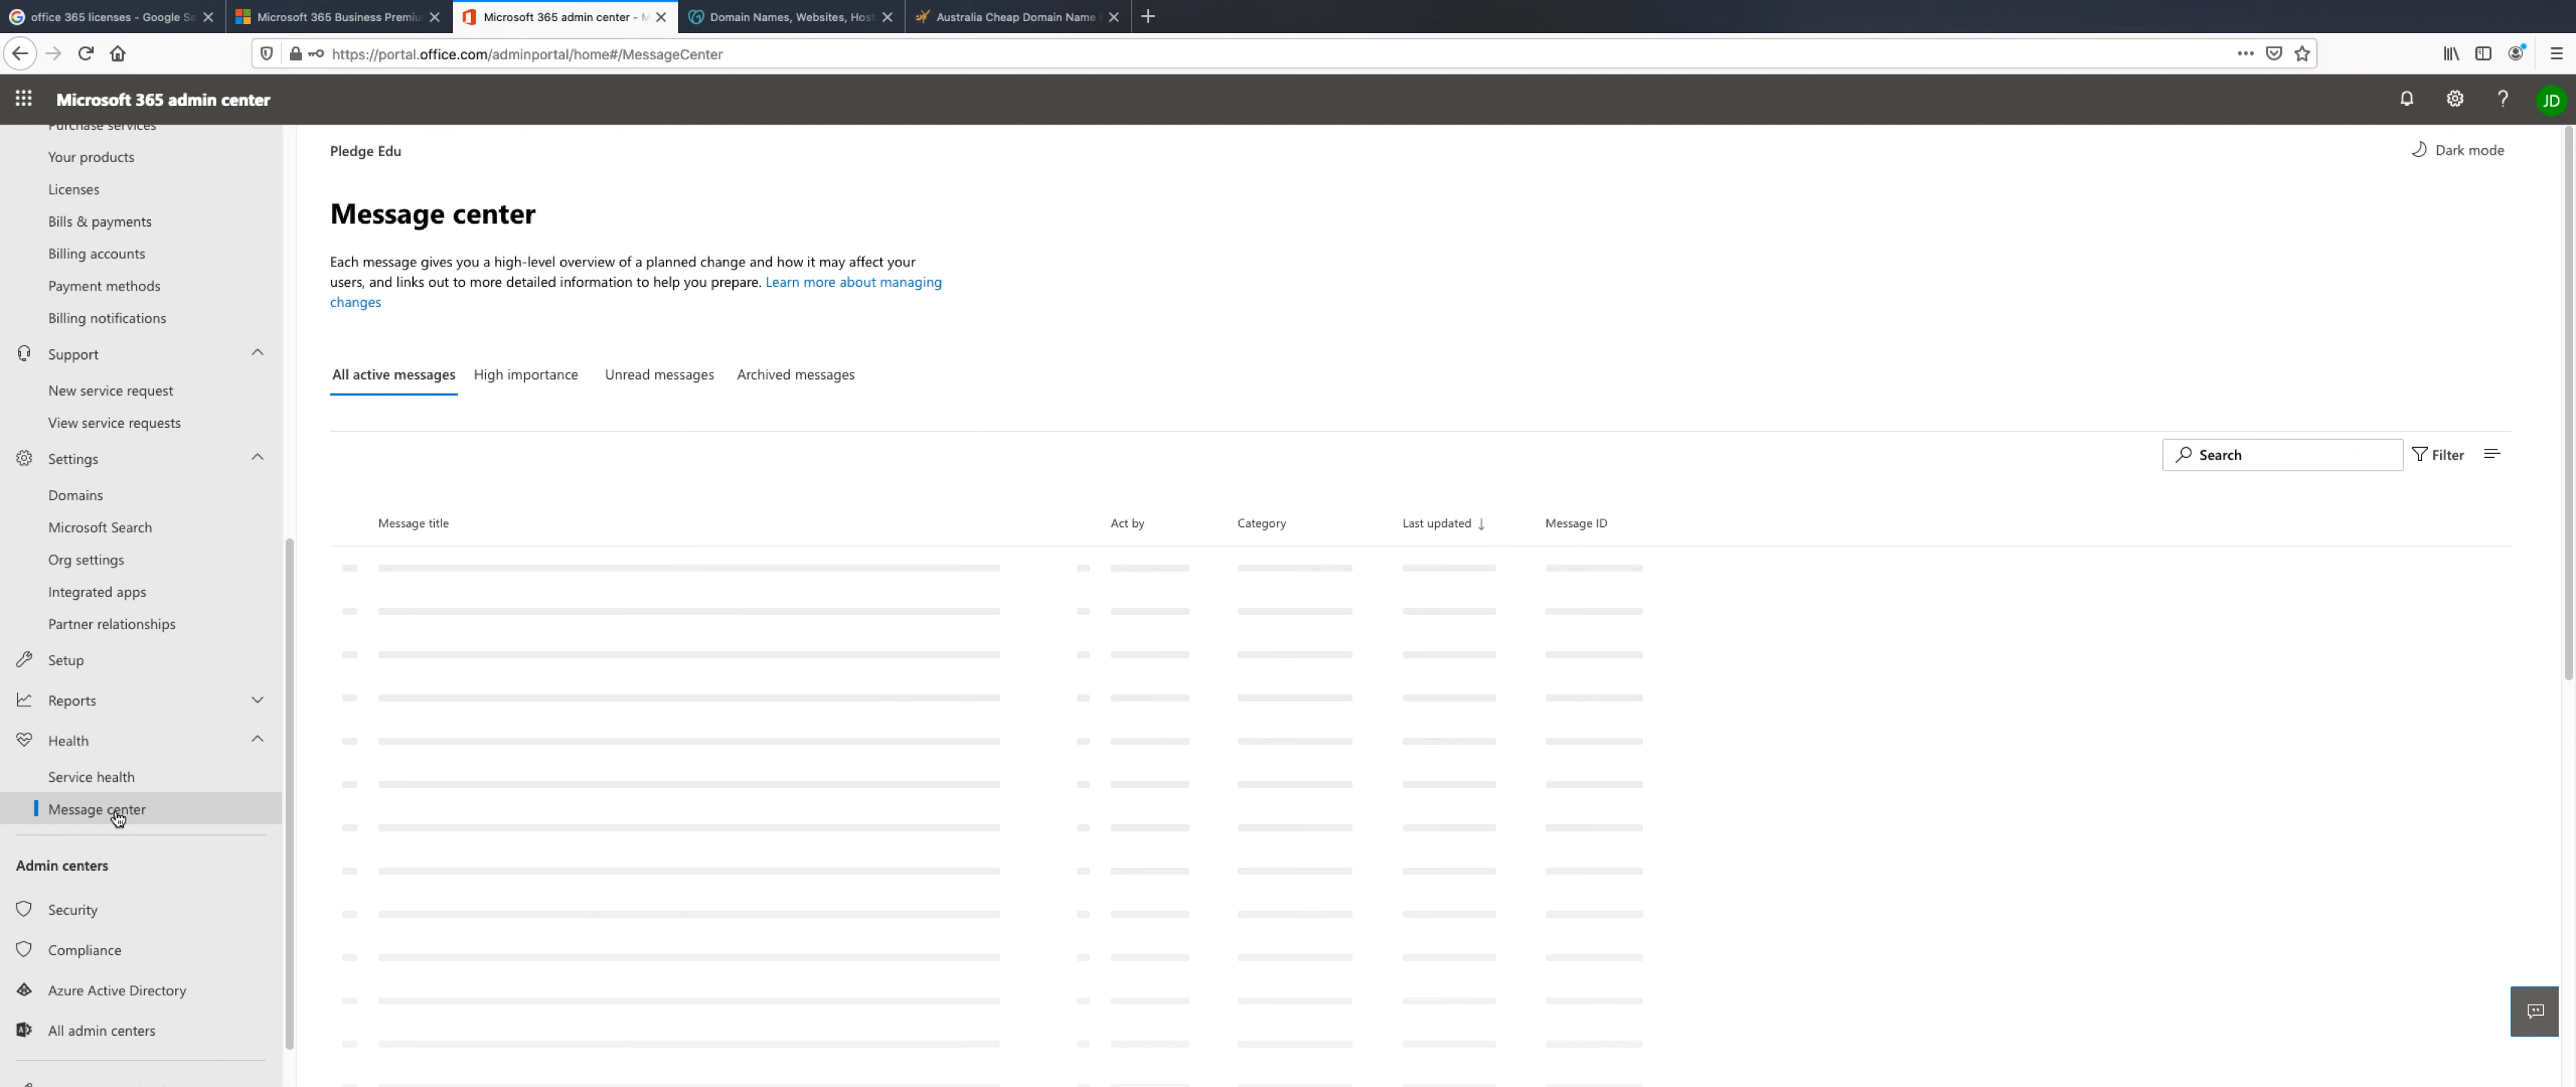 office 365 licenses - Google Se
Microsoft 365 Business Premiu
Microsoft 365 admin center - M
Domain Names, Websites, Host
Australia Cheap Domain Name
https://portal.office.com/adminportal/home#/MessageCenter
Microsoft 365 admin center
JD
Purchase services
Your products
Licenses
Bills & payments
Billing accounts
Payment methods
Billing notifications
Support
New service request
View service requests
Settings
Domains
Microsoft Search
Org settings
Integrated apps
Partner relationships
Setup
Reports
Health
Service health
Message center
Admin centers
Security
Compliance
Azure Active Directory
All admin centers
Pledge Edu
Dark mode
Message center
Each message gives you a high-level overview of a planned change and how it may affect your
users, and links out to more detailed information to help you prepare. Learn more about managing
changes
All active messages High importance Unread messages Archived messages
Search Filter
Message title Act by Category Last updated ↓ Message ID